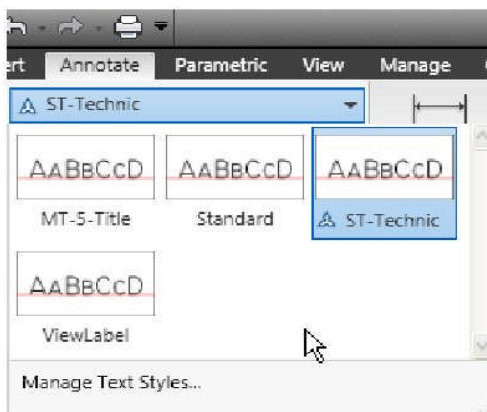 ert Annotate Parametric View Manage
ST-Technic
AABBCCD AABBCCD AABBCCD
MT-5-Title Standard ST-Technic
AABBCCD
ViewLabel
Manage Text Styles...